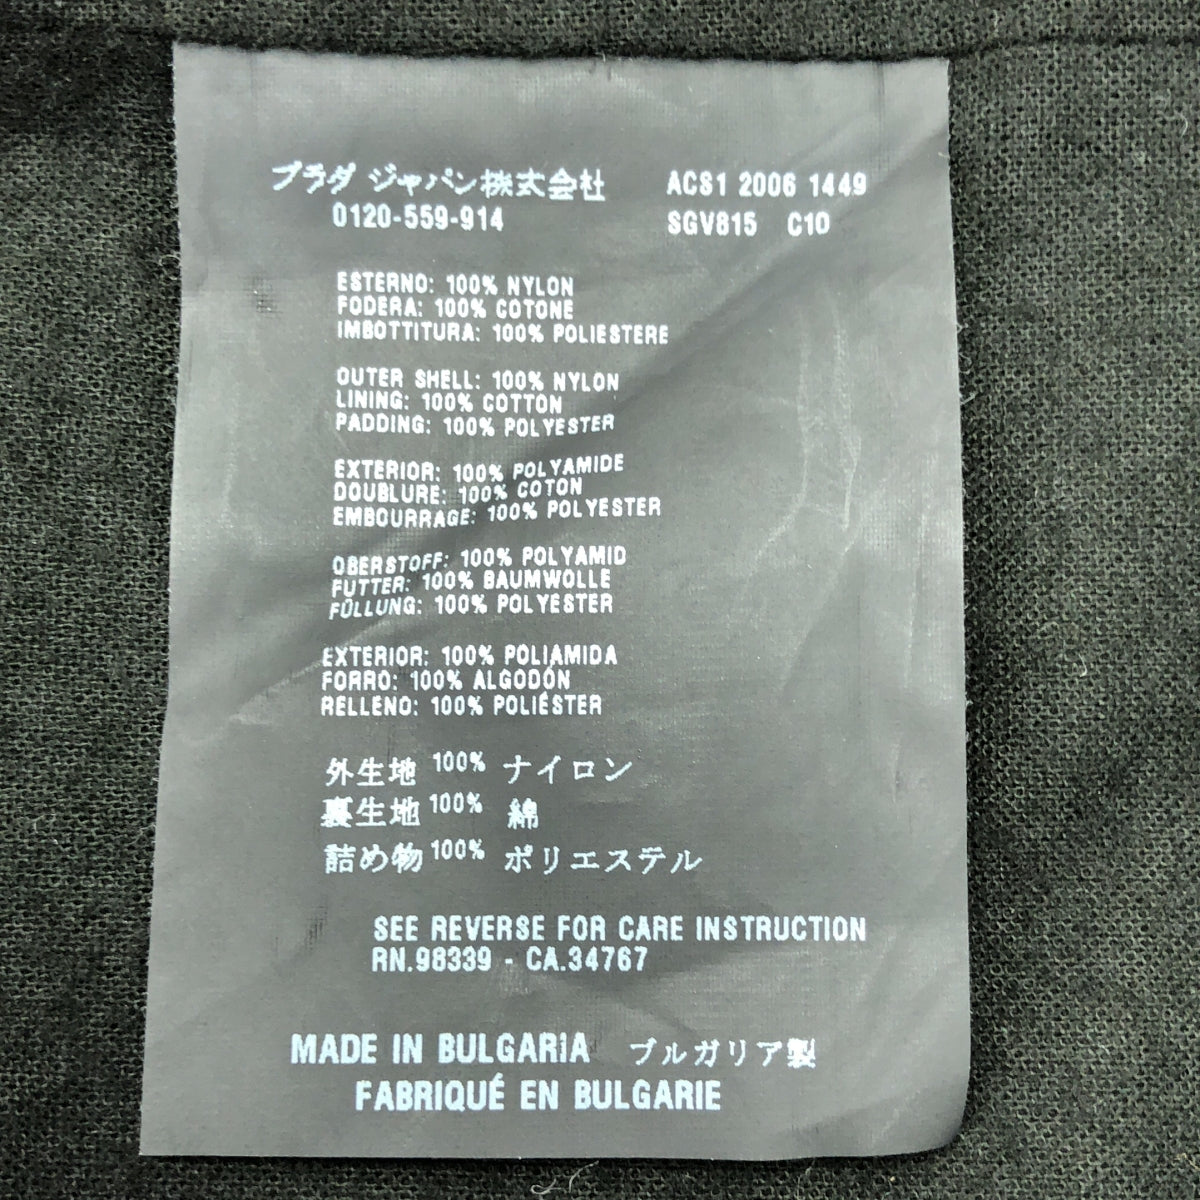 プラダ ジャパン株式会社 ACS1 2006 1449
0120-559-914 SGV815 C10
ESTERNO: 100% NYLON
FODERA: 100% COTONE
IMBOTTITURA: 100% POLIESTERE
OUTER SHELL: 100% NYLON
LINING: 100% COTTON
PADDING: 100% POLYESTER
EXTERIOR: 100% POLYAMIDE
DOUBLURE: 100% COTON
EMBOURRAGE: 100% POLYESTER
OBERSTOFF: 100% POLYAMID
FUTTER: 100% BAUMWOLLE
FÜLLUNG: 100% POLYESTER
EXTERIOR: 100% POLIAMIDA
FORRO: 100% ALGODÓN
RELLENO: 100% POLIÉSTER
外生地 100% ナイロン
裏生地 100% 綿
詰め物 100% ポリエステル
SEE REVERSE FOR CARE INSTRUCTION
RN.98339 - CA.34767
MADE IN BULGARIA ブルガリア製
FABRIQUÉ EN BULGARIE